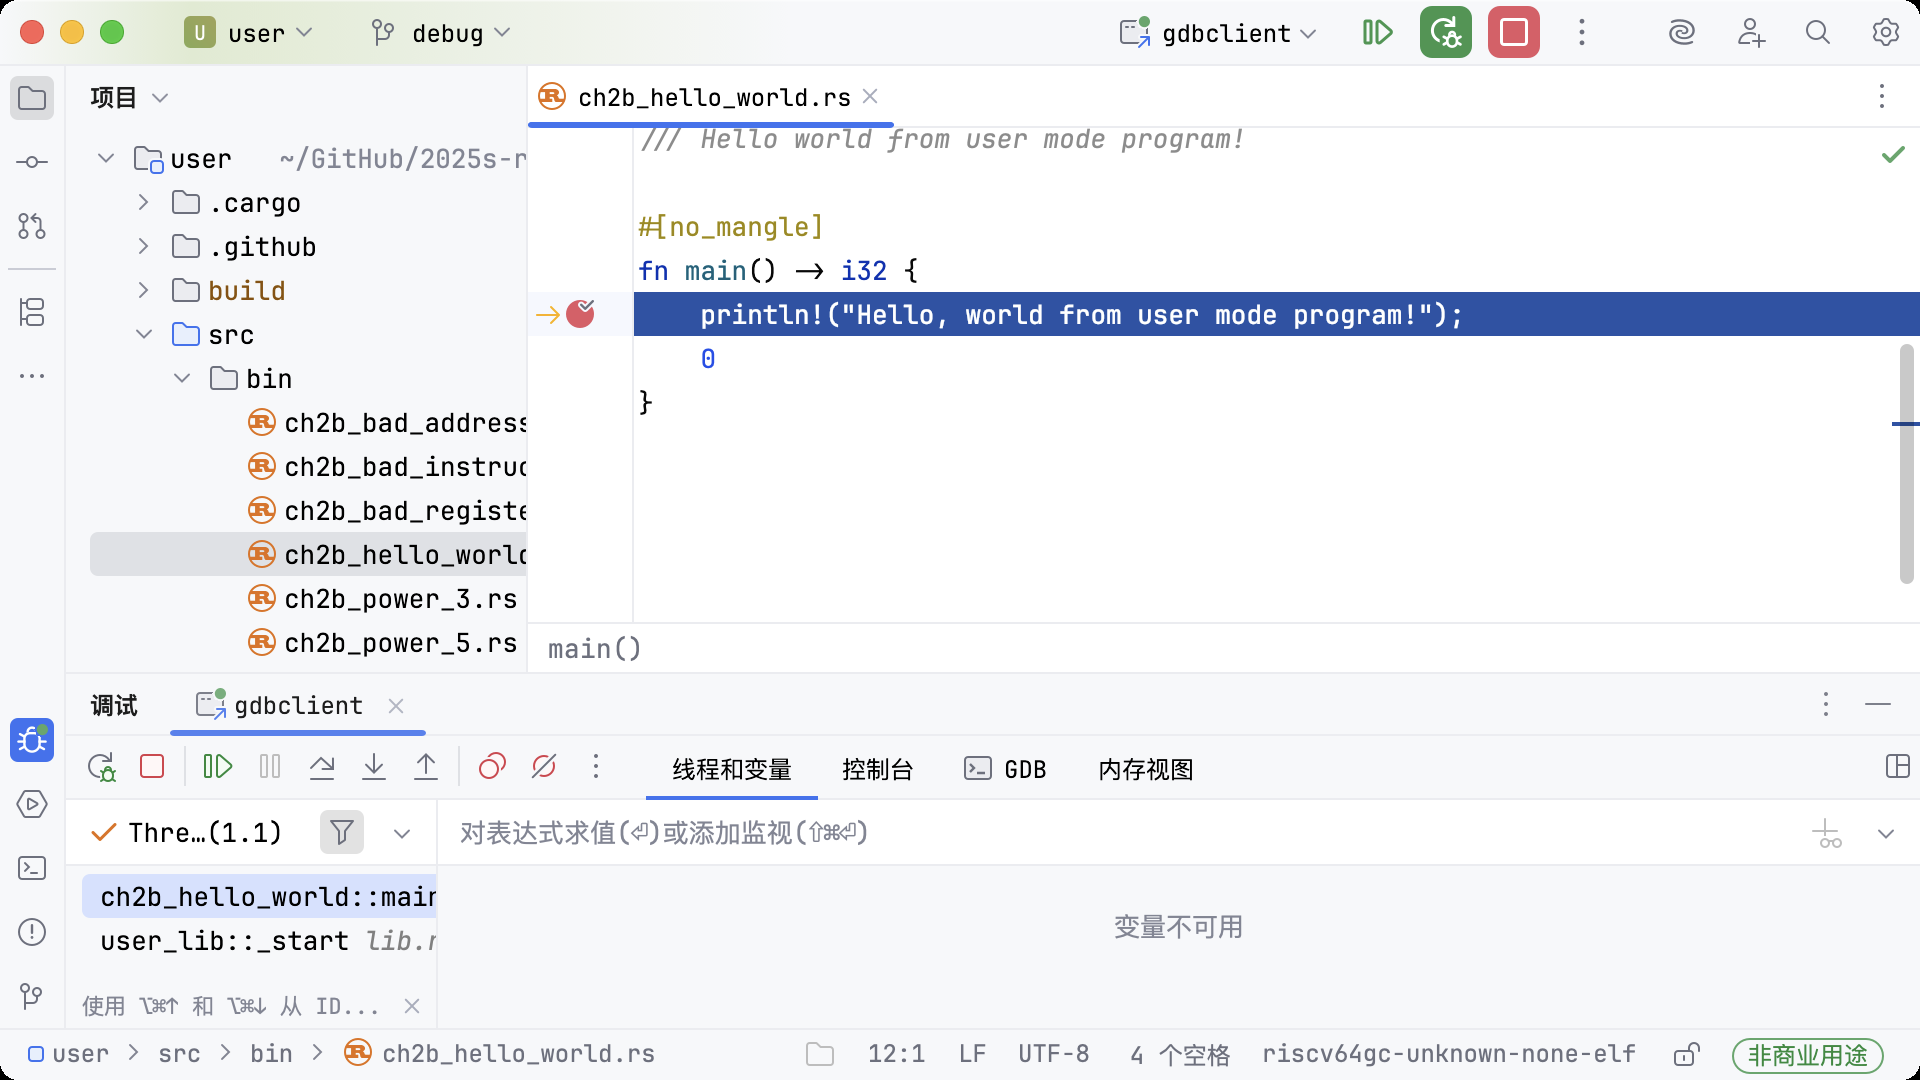 U user debug gdbclient
项目
user ~/GitHub/2025s-r
.cargo
.github
build
src
bin
ch2b_bad_address
ch2b_bad_instruc
ch2b_bad_registe
ch2b_hello_world
ch2b_power_3.rs
ch2b_power_5.rs
ch2b_hello_world.rs
/// Hello world from user mode program!
#[no_mangle]
fn main() -> i32 {
println!("Hello, world from user mode program!");
0
}
main()
调试 gdbclient
线程和变量 控制台 GDB 内存视图
Thre…(1.1)
对表达式求值(⏎)或添加监视(⇧⌘⏎)
ch2b_hello_world::main
user_lib::_start lib.r
变量不可用
使用 ⌥⌘↑ 和 ⌥⌘↓ 从 ID...
user > src > bin > ch2b_hello_world.rs 12:1 LF UTF-8 4 个空格 riscv64gc-unknown-none-elf 非商业用途